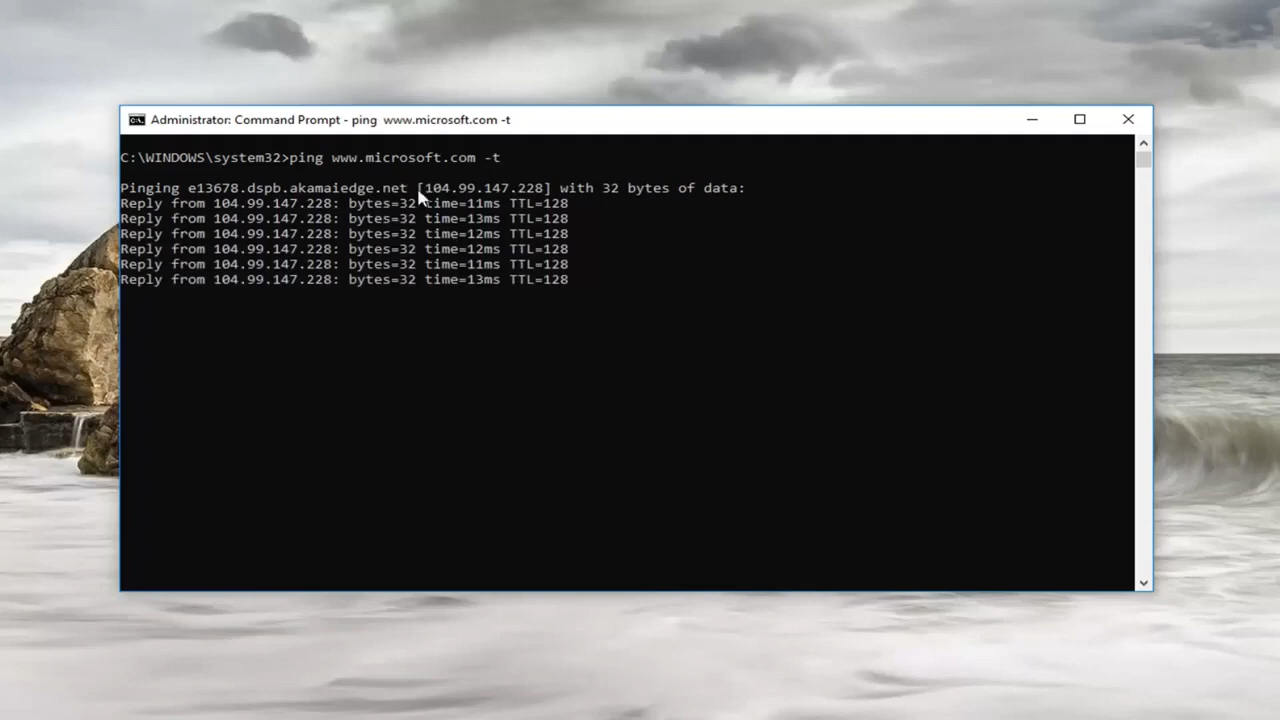 Administrator: Command Prompt - ping  www.microsoft.com -t
C:\WINDOWS\system32>ping www.microsoft.com -t
Pinging e13678.dspb.akamaiedge.net [104.99.147.228] with 32 bytes of data:
Reply from 104.99.147.228: bytes=32 time=11ms TTL=128
Reply from 104.99.147.228: bytes=32 time=13ms TTL=128
Reply from 104.99.147.228: bytes=32 time=12ms TTL=128
Reply from 104.99.147.228: bytes=32 time=12ms TTL=128
Reply from 104.99.147.228: bytes=32 time=11ms TTL=128
Reply from 104.99.147.228: bytes=32 time=13ms TTL=128